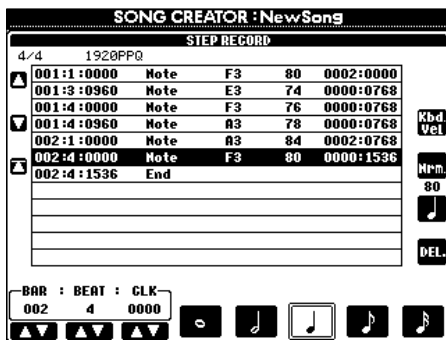 SONG CREATOR : NewSong
STEP RECORD
4/4 1920PPQ
001:1:0000 Note F3 80 0002:0000
001:3:0960 Note E3 74 0000:0768
001:4:0000 Note F3 76 0000:0768
001:4:0960 Note A3 78 0000:0768
002:1:0000 Note A3 84 0002:0768
002:4:0000 Note F3 80 0000:1536
002:4:1536 End
Kbd.
Vel
Nrm.
80
DEL.
BAR : BEAT : CLK
002 4 0000